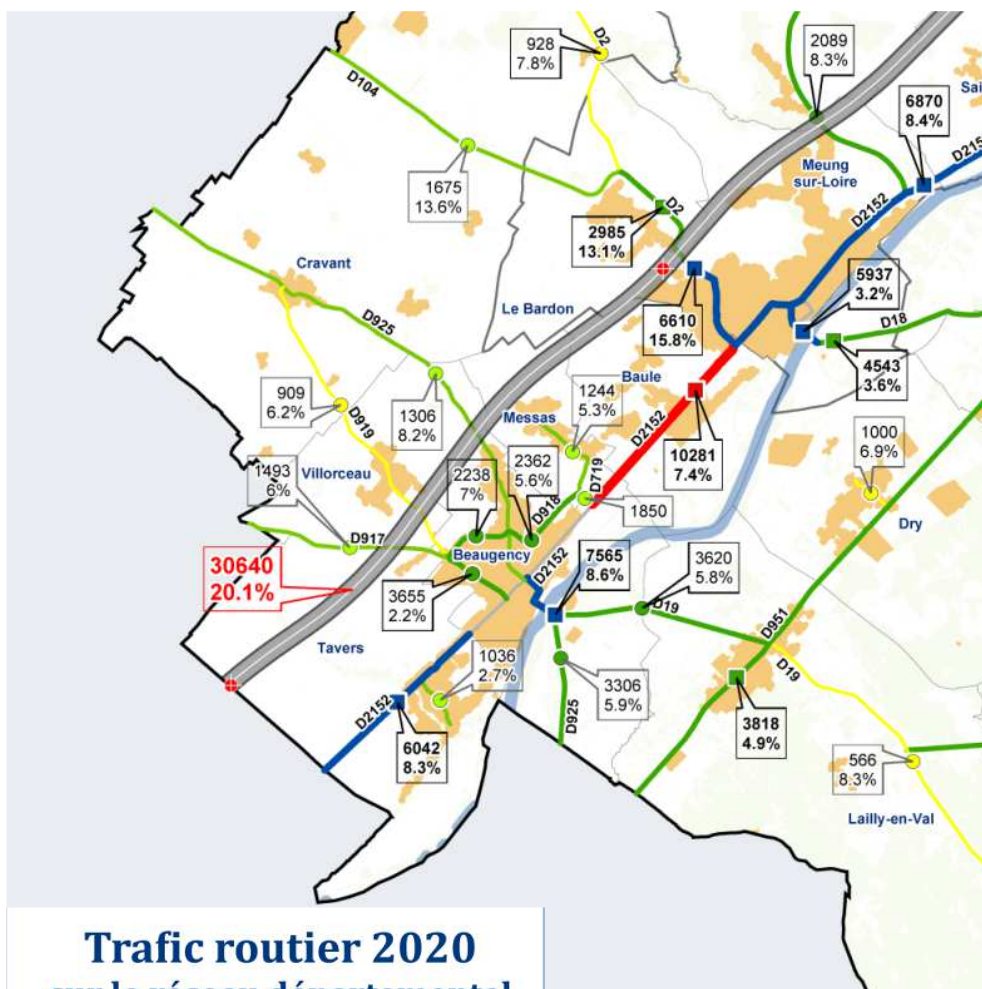 D2
928
7.8%
2089
8.3%
D104
6870
8.4%
Sai
D215
1675
13.6%
Meung
sur-Loire
D2
D2152
2985
13.1%
Cravant
5937
3.2%
Le Bardon
6610
15.8%
D18
D925
4543
3.6%
Baule
1244
5.3%
909
6.2%
1306
8.2%
Messas
D2152
D919
10281
7.4%
1000
6.9%
Villorceau
1493
6%
2238
7%
2362
5.6%
D719
D918
1850
Dry
D917
Beaugency
D2152
7565
8.6%
3620
5.8%
30640
20.1%
3655
2.2%
D19
D951
Tavers
1036
2.7%
D19
3306
5.9%
D2152
D925
3818
4.9%
6042
8.3%
566
8.3%
Lailly-en-Val
Trafic routier 2020
sur le réseau départemental